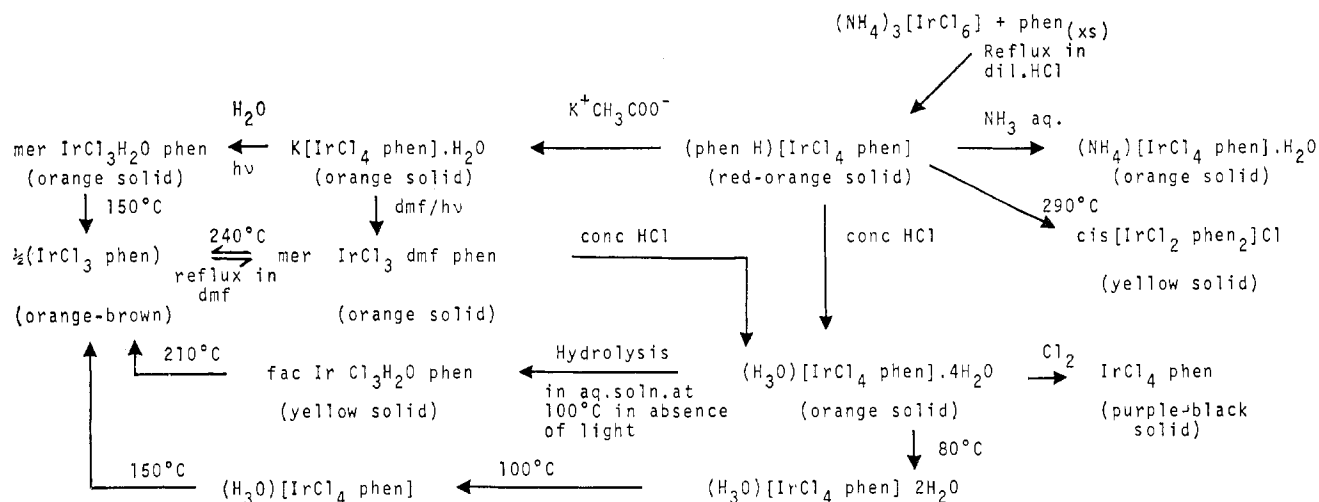 (NH4)3[IrCl6] + phen(xs)
Reflux in
dil.HCl
H2O
hν
K+CH3COO-
NH3 aq.
mer IrCl3H2O phen
(orange solid)
K[IrCl4 phen].H2O
(orange solid)
(phen H)[IrCl4 phen]
(red-orange solid)
(NH4)[IrCl4 phen].H2O
(orange solid)
150°C
dmf/hν
290°C
cis[IrCl2 phen2]Cl
(yellow solid)
240°C
½(IrCl3 phen)
reflux in
dmf
(orange-brown)
mer IrCl3 dmf phen
(orange solid)
conc HCl
conc HCl
210°C
fac Ir Cl3H2O phen
(yellow solid)
Hydrolysis
in aq.soln.at
100°C in absence
of light
(H3O)[IrCl4 phen].4H2O
(orange solid)
Cl2
IrCl4 phen
(purple-black
solid)
80°C
150°C
(H3O)[IrCl4 phen]
100°C
(H3O)[IrCl4 phen] 2H2O